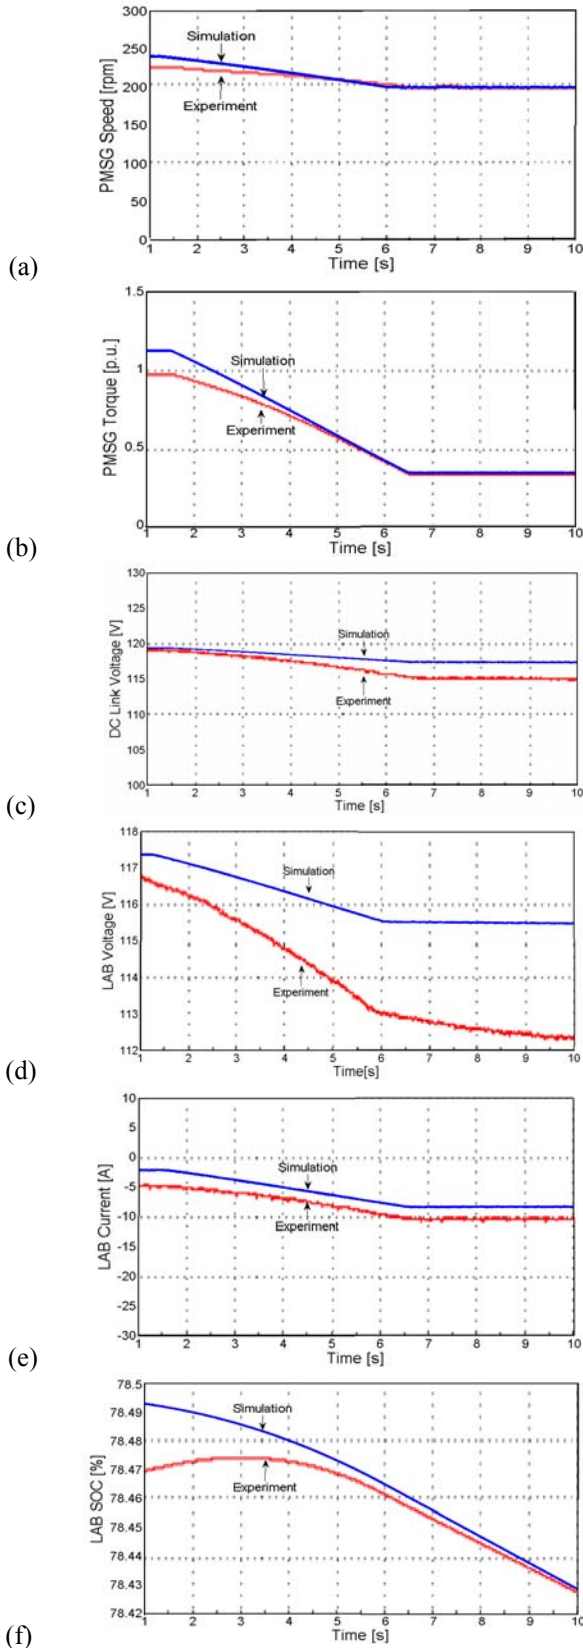 300
250
200
150
100
50
0
PMSG Speed [rpm]
Simulation
Experiment
1 2 3 4 5 6 7 8 9 10
Time [s]
(a)
1.5
1
0.5
0
PMSG Torque [p.u.]
Simulation
Experiment
1 2 3 4 5 6 7 8 9 10
Time [s]
(b)
130
125
120
115
110
105
100
DC Link Voltage [V]
Simulation
Experiment
1 2 3 4 5 6 7 8 9 10
Time [s]
(c)
118
117
116
115
114
113
112
LAB Voltage [V]
Simulation
Experiment
1 2 3 4 5 6 7 8 9 10
Time[s]
(d)
10
5
0
-5
-10
-15
-20
-25
-30
LAB Current [A]
Simulation
Experiment
1 2 3 4 5 6 7 8 9 10
Time [s]
(e)
78.5
78.49
78.48
78.47
78.46
78.45
78.44
78.43
78.42
LAB SOC [%]
Simulation
Experiment
1 2 3 4 5 6 7 8 9 10
Time [s]
(f)